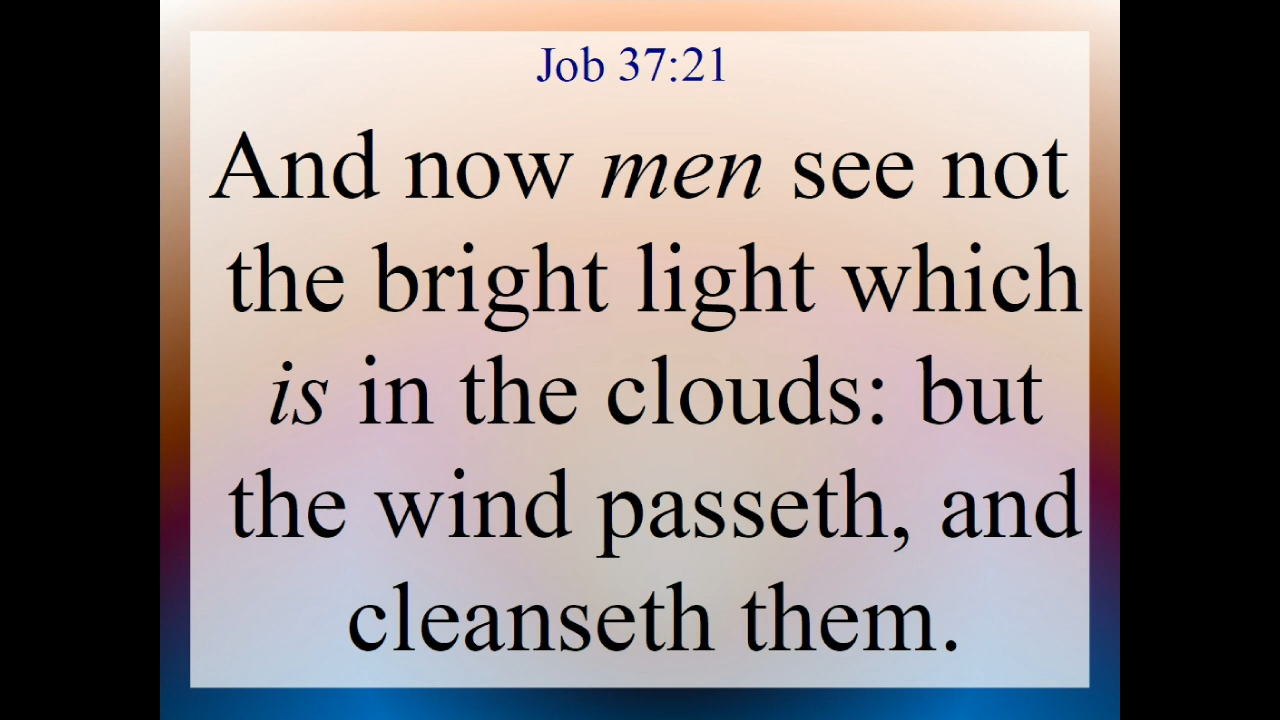 Job 37:21
And now men see not
the bright light which
is in the clouds: but
the wind passeth, and
cleanseth them.